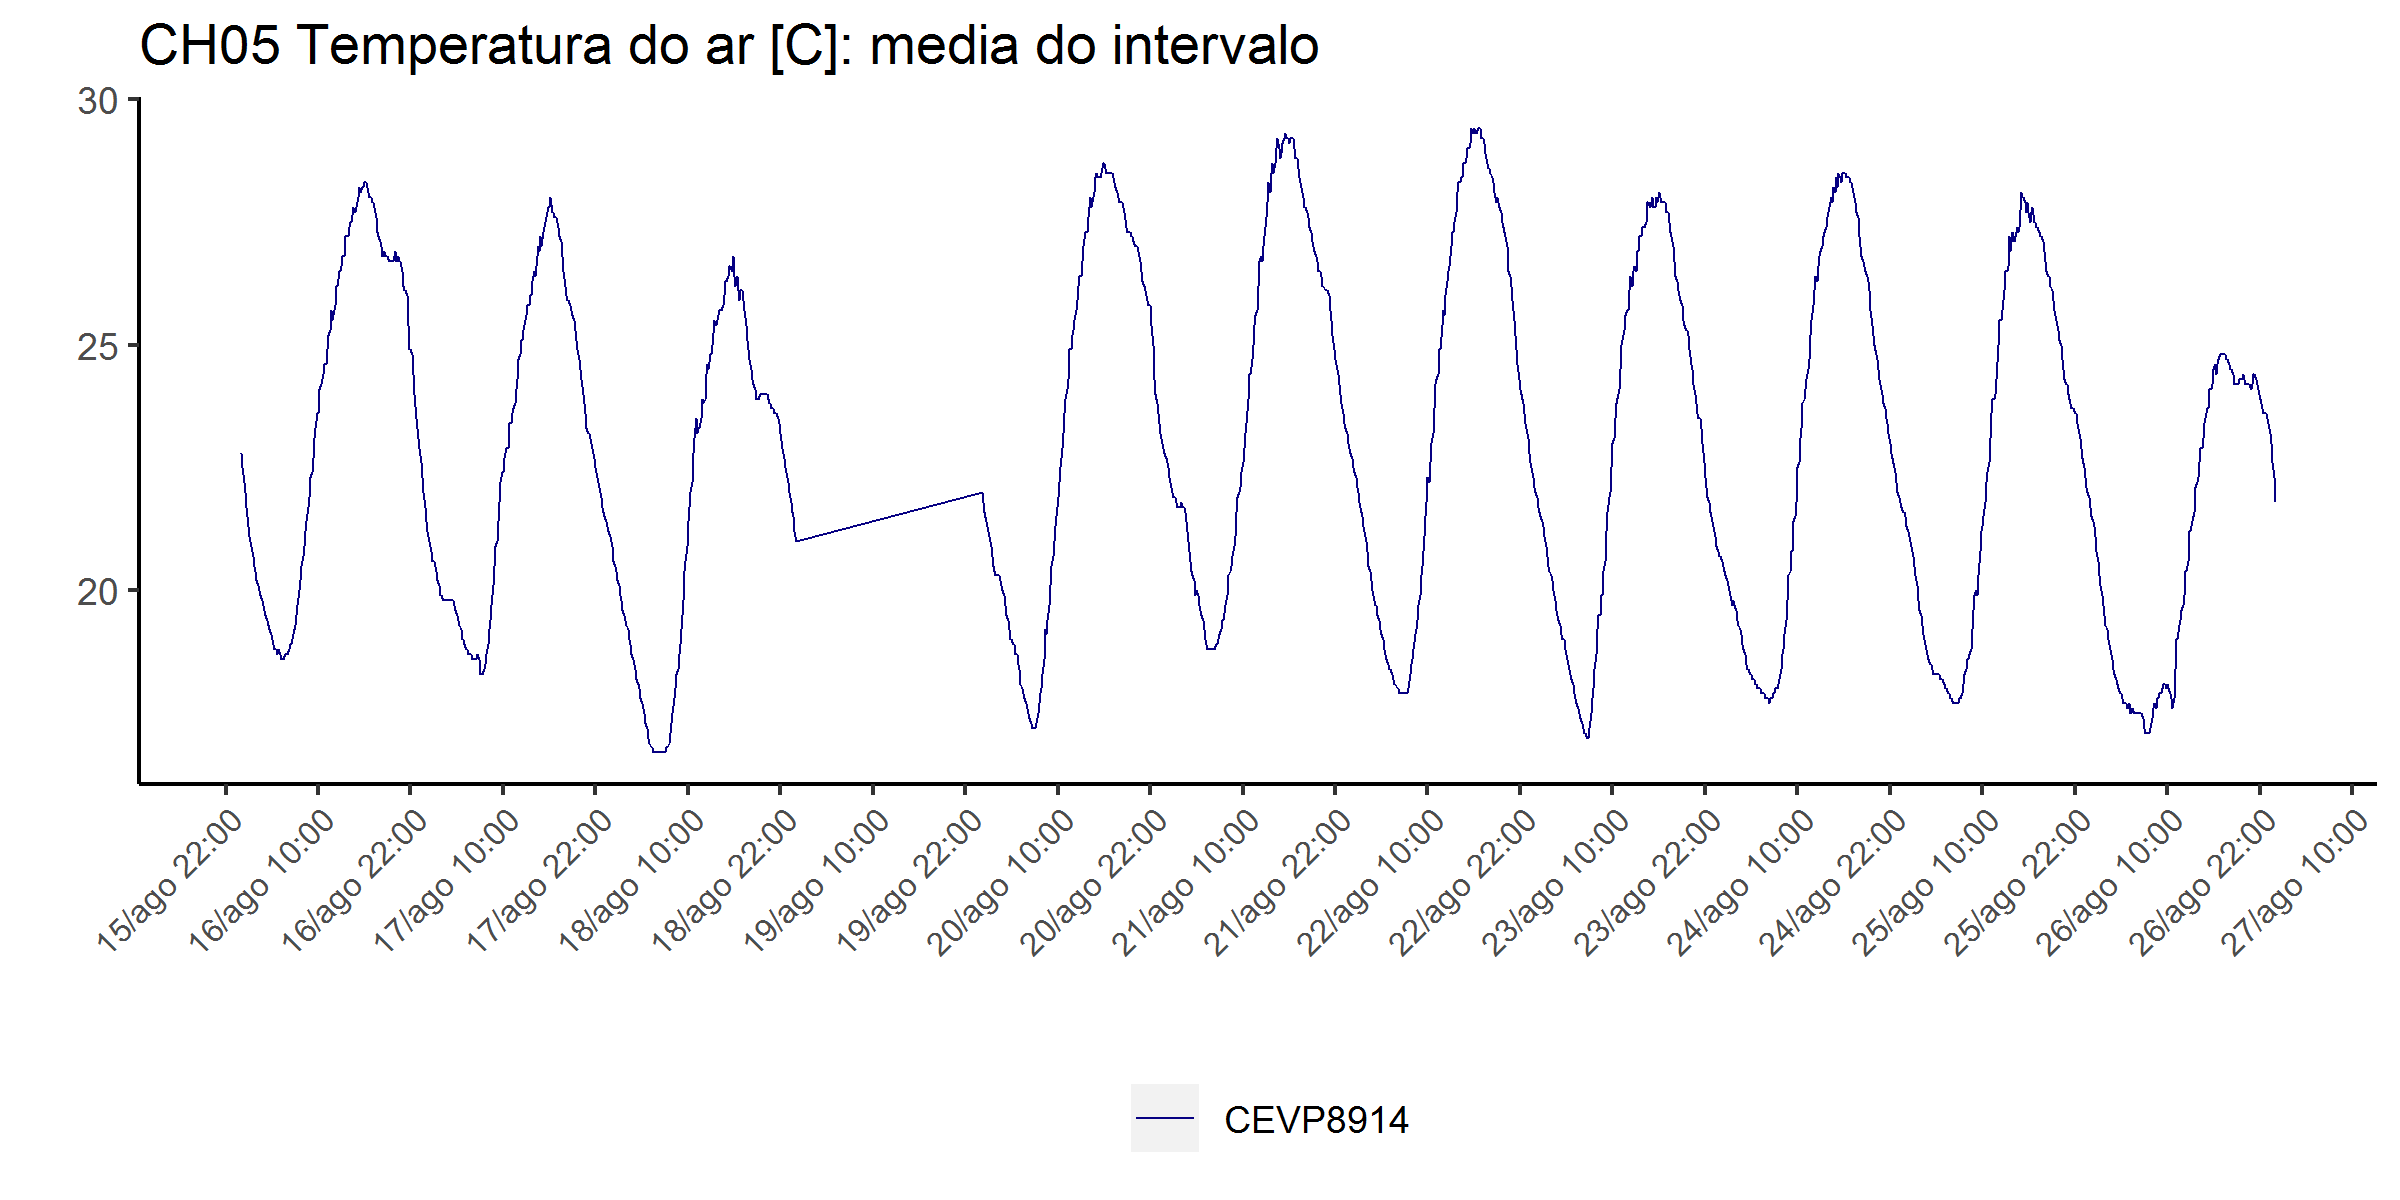 CH05 Temperatura do ar [C]: media do intervalo
30
25
20
15/ago 22:00
16/ago 10:00
16/ago 22:00
17/ago 10:00
17/ago 22:00
18/ago 10:00
18/ago 22:00
19/ago 10:00
19/ago 22:00
20/ago 10:00
20/ago 22:00
21/ago 10:00
21/ago 22:00
22/ago 10:00
22/ago 22:00
23/ago 10:00
23/ago 22:00
24/ago 10:00
24/ago 22:00
25/ago 10:00
25/ago 22:00
26/ago 10:00
26/ago 22:00
27/ago 10:00
CEVP8914